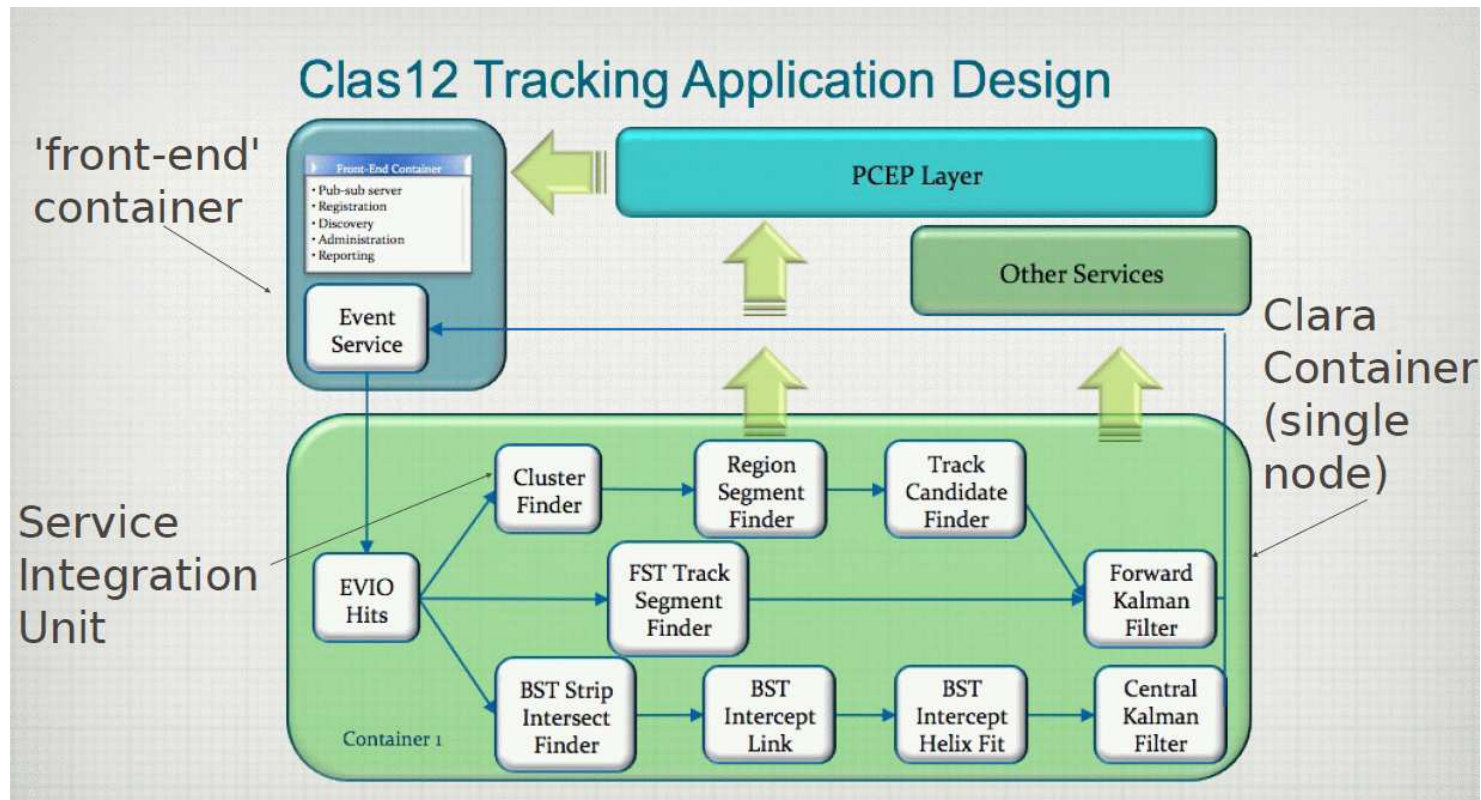 Clas12 Tracking Application Design
'front-end'
container
Front-End Container
• Pub-sub server
• Registration
• Discovery
• Administration
• Reporting
Event
Service
PCEP Layer
Other Services
Clara
Container
(single
node)
Service
Integration
Unit
EVIO
Hits
Cluster
Finder
Region
Segment
Finder
Track
Candidate
Finder
FST Track
Segment
Finder
Forward
Kalman
Filter
BST Strip
Intersect
Finder
BST
Intercept
Link
BST
Intercept
Helix Fit
Central
Kalman
Filter
Container 1